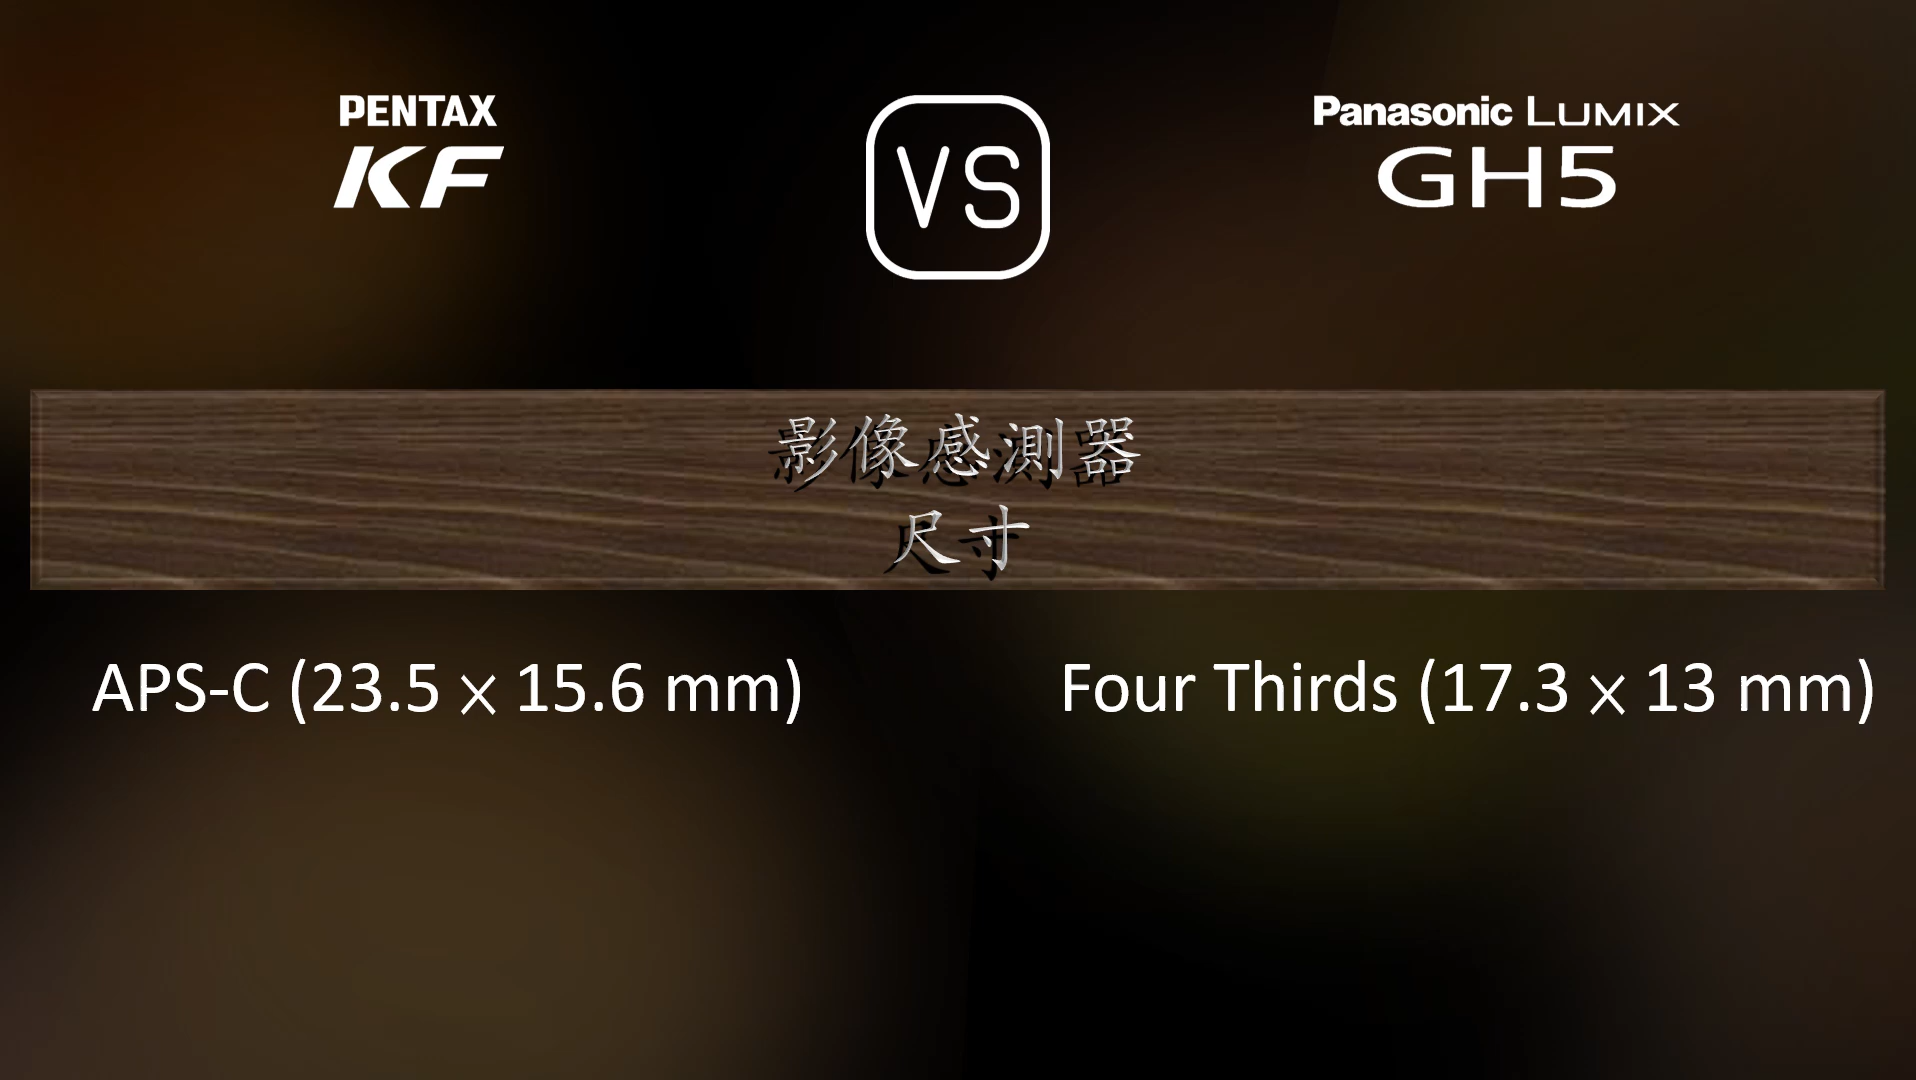 PENTAX
KF
VS
Panasonic LUMIX
GH5
影像感測器
尺寸
APS-C (23.5 x 15.6 mm)
Four Thirds (17.3 x 13 mm)